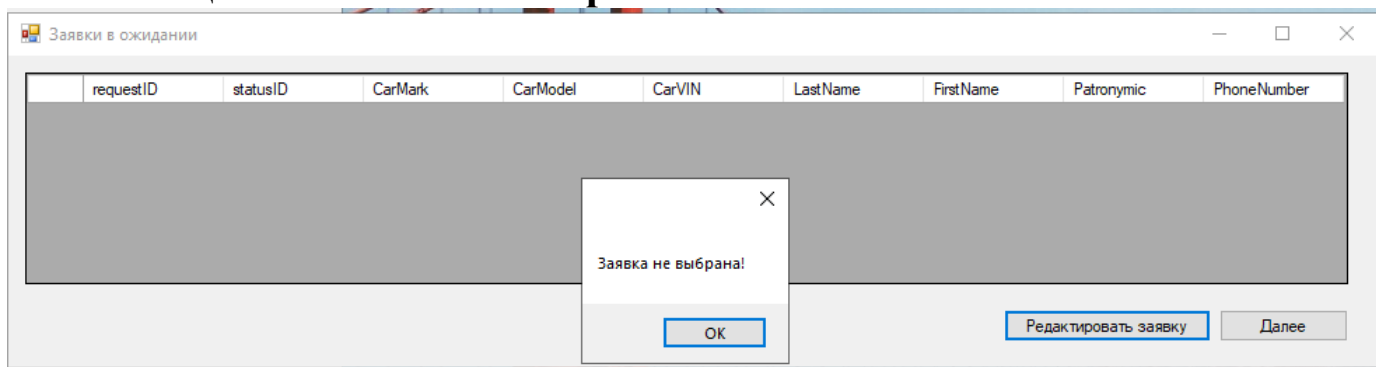 Заявки в ожидании
requestID statusID CarMark CarModel CarVIN LastName FirstName Patronymic PhoneNumber
Заявка не выбрана!
OK
Редактировать заявку Далее